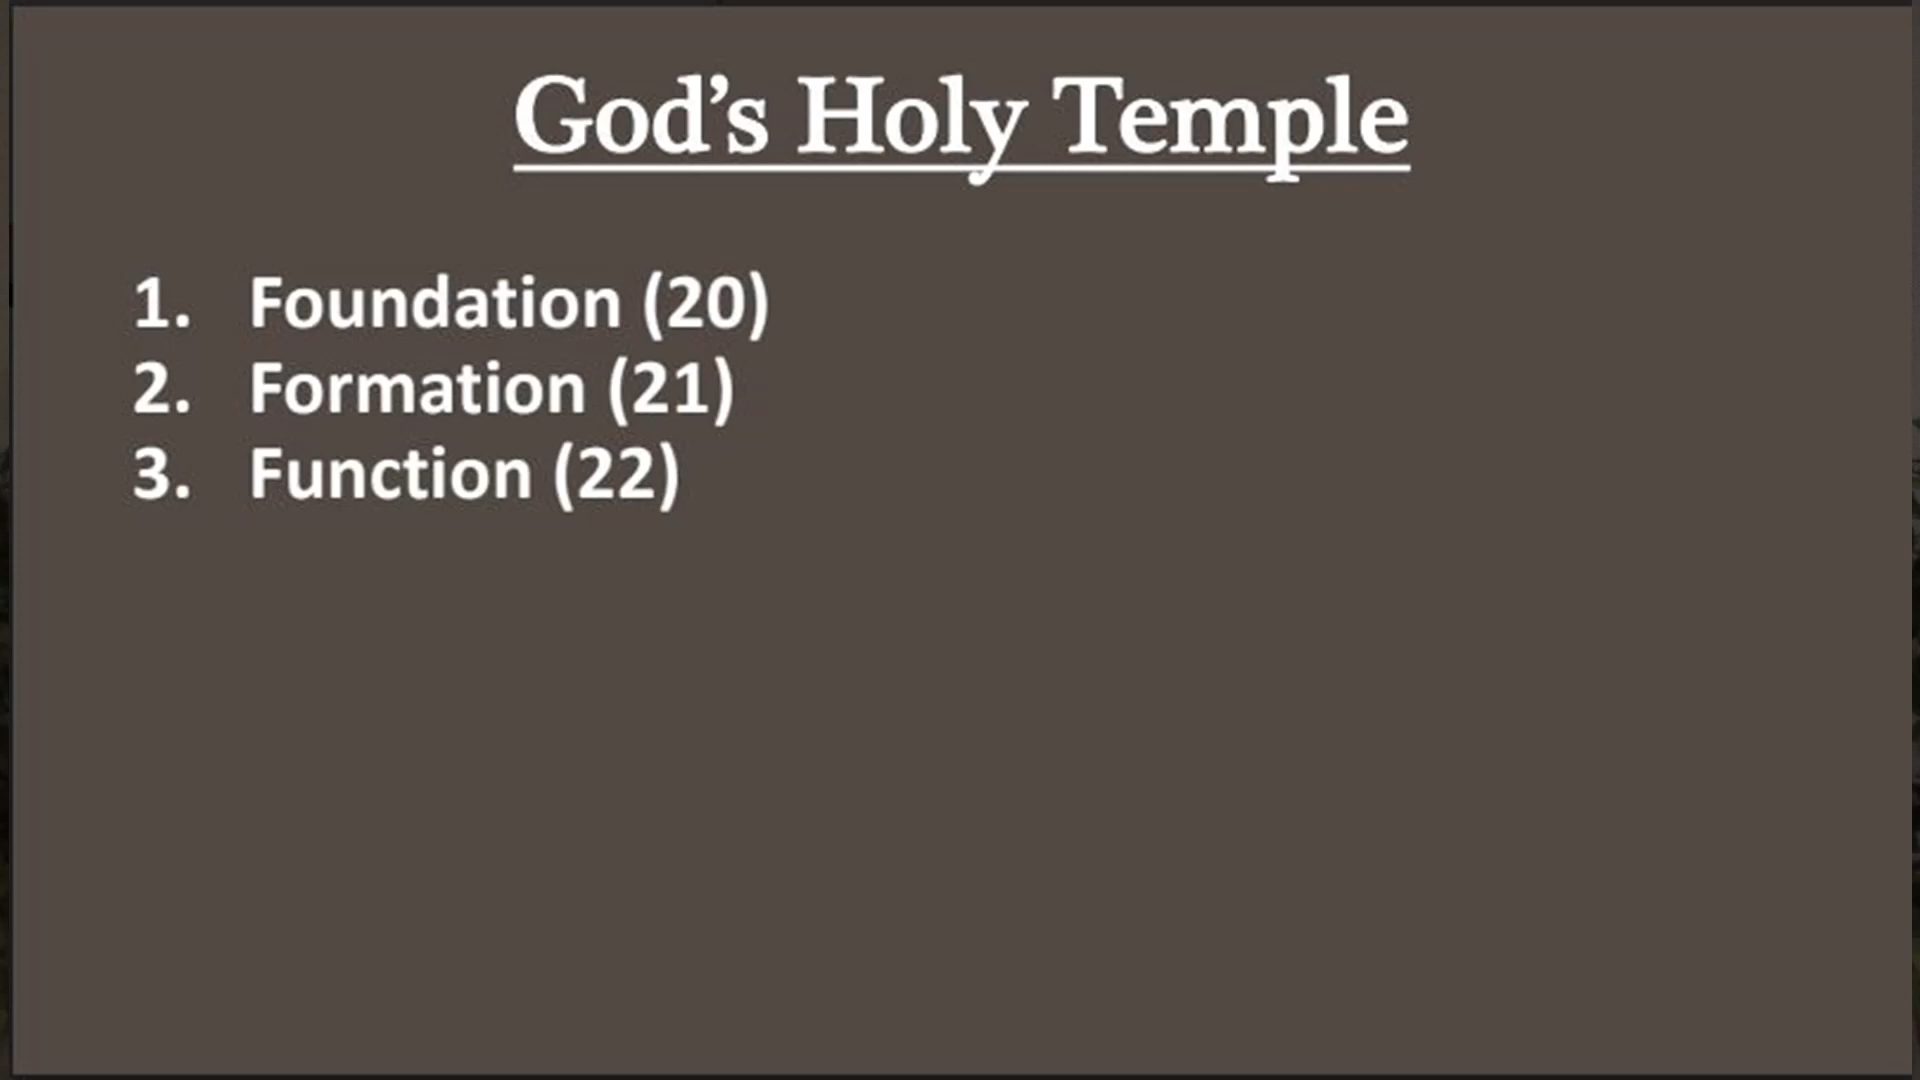 God’s Holy Temple
1. Foundation (20)
2. Formation (21)
3. Function (22)